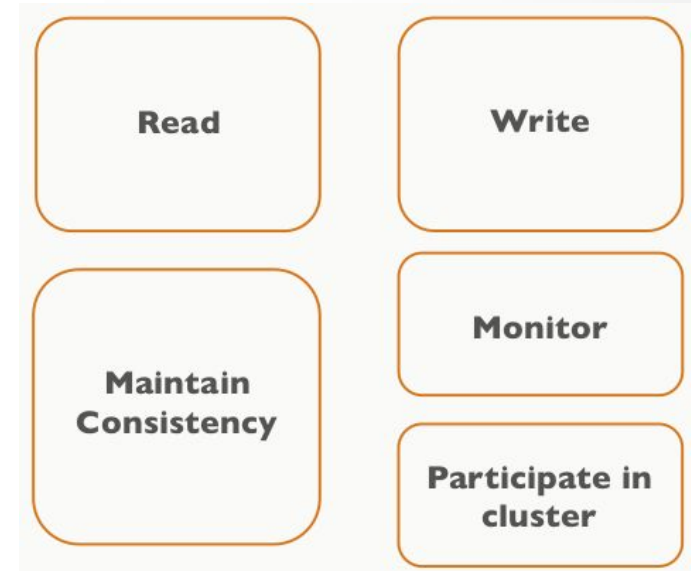 Read
Write
Maintain
Consistency
Monitor
Participate in
cluster